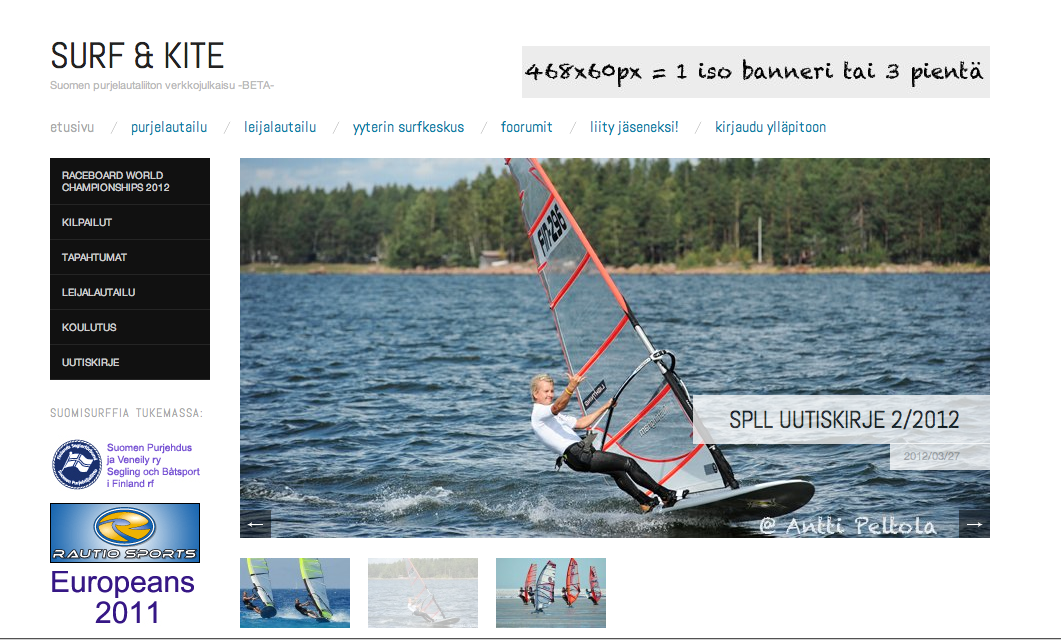 SURF & KITE
Suomen purjelautaliiton verkkojulkaisu -BETA-
468x60px = 1 iso banneri tai 3 pientä
etusivu / purjelautailu / leijalautailu / yyterin surfkeskus / foorumit / liity jäseneksi! / kirjaudu ylläpitoon
RACEBOARD WORLD
CHAMPIONSHIPS 2012
KILPAILUT
TAPAHTUMAT
LEIJALAUTAILU
KOULUTUS
UUTISKIRJE
FIN-296
SPLL UUTISKIRJE 2/2012
2012/03/27
← →
@ Antti Peltola
SUOMISURFFIA TUKEMASSA:
Suomen Purjehdus
ja Veneily ry
Segling och Båtsport
i Finland rf
RAUTIO SPORTS
Europeans
2011